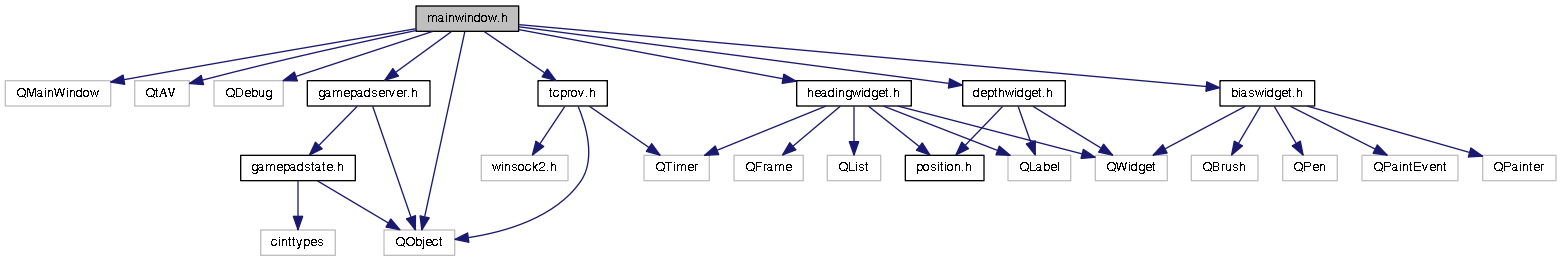 mainwindow.h
QMainWindow
QtAV
QDebug
gamepadserver.h
tcprov.h
headingwidget.h
depthwidget.h
biaswidget.h
gamepadstate.h
winsock2.h
QTimer
QFrame
QList
position.h
QLabel
QWidget
QBrush
QPen
QPaintEvent
QPainter
cinttypes
QObject